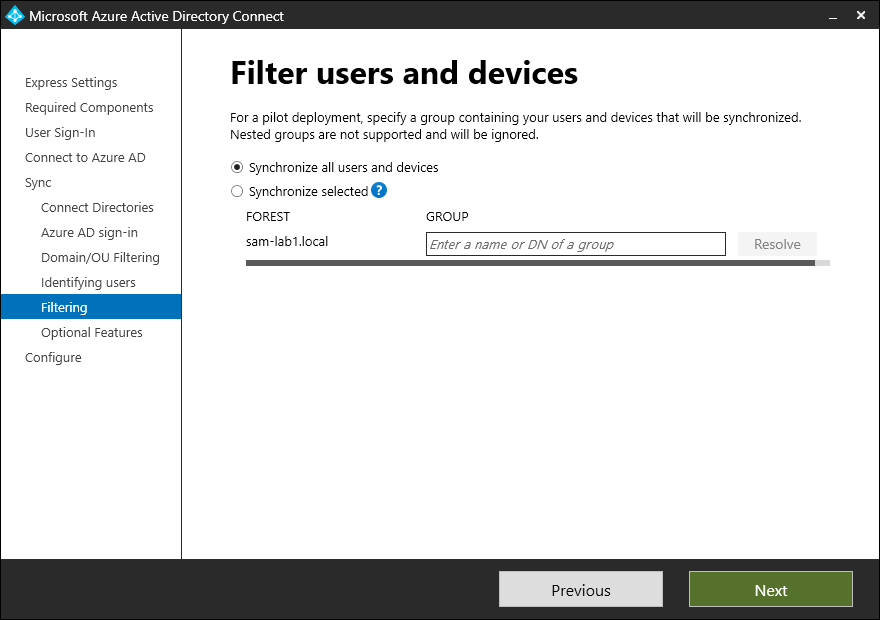 Microsoft Azure Active Directory Connect
Express Settings
Required Components
User Sign-In
Connect to Azure AD
Sync
Connect Directories
Azure AD sign-in
Domain/OU Filtering
Identifying users
Filtering
Optional Features
Configure
Filter users and devices
For a pilot deployment, specify a group containing your users and devices that will be synchronized.
Nested groups are not supported and will be ignored.
Synchronize all users and devices
Synchronize selected ?
FOREST GROUP
sam-lab1.local Enter a name or DN of a group Resolve
Previous Next